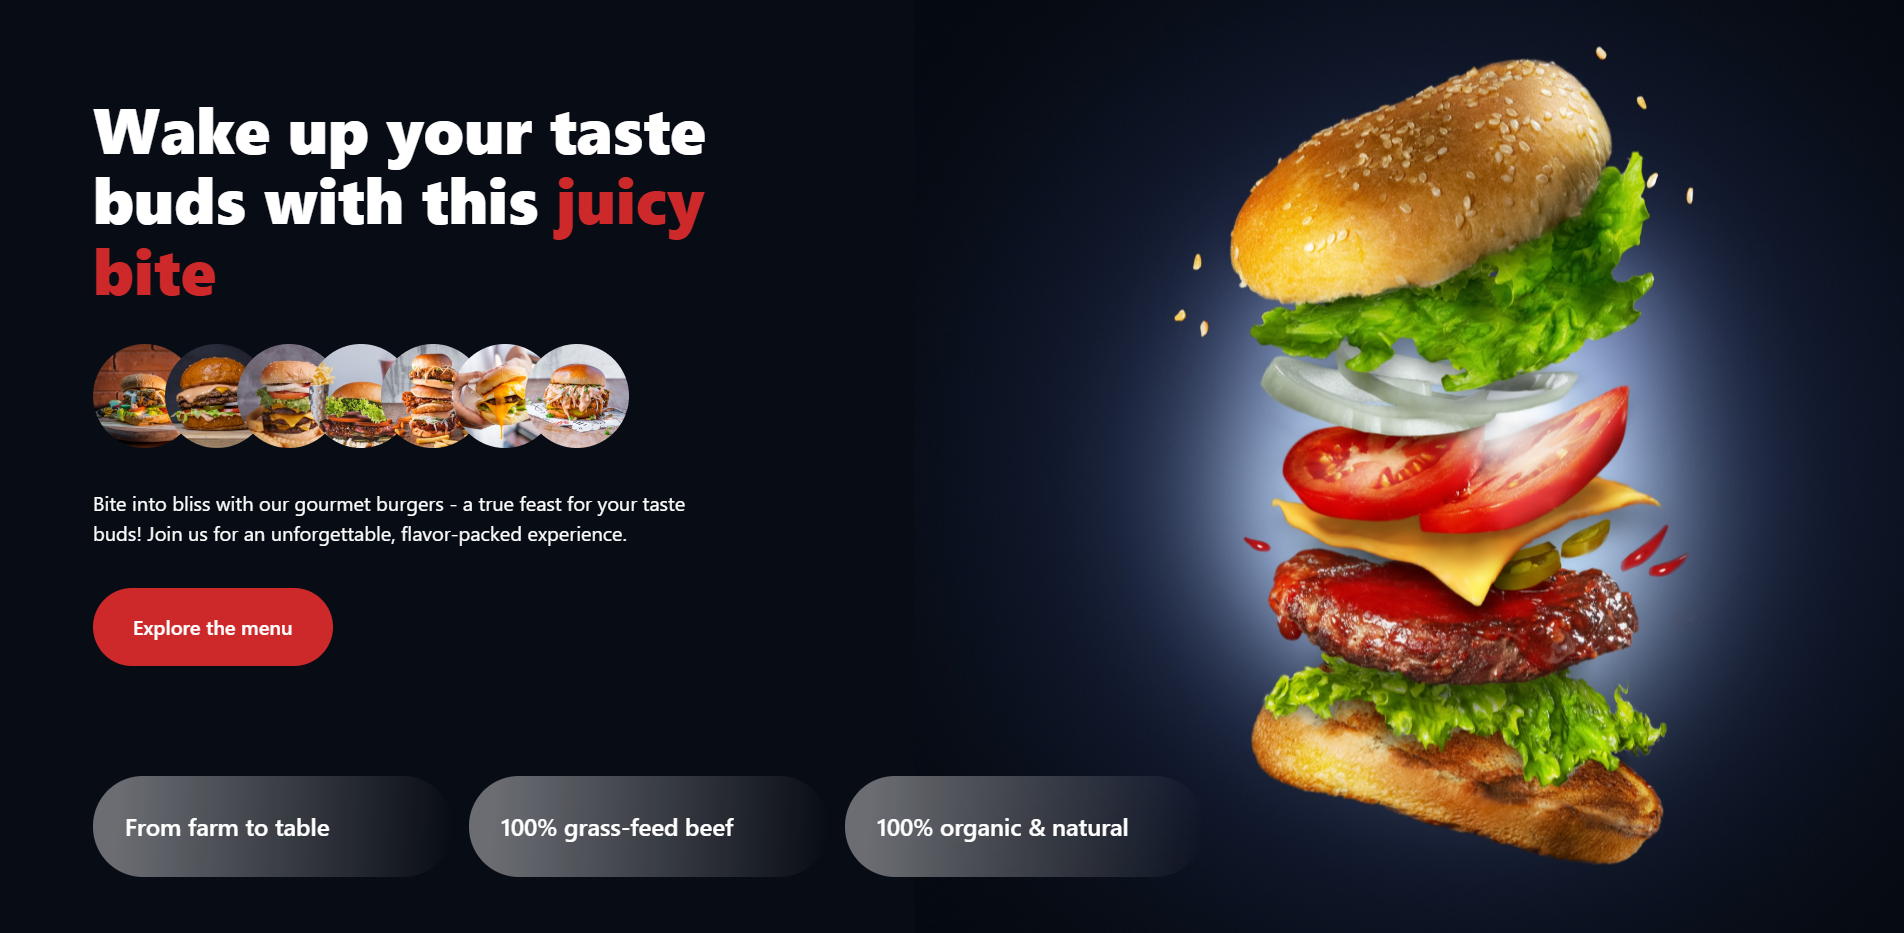 Wake up your taste
buds with this juicy
bite
Bite into bliss with our gourmet burgers - a true feast for your taste
buds! Join us for an unforgettable, flavor-packed experience.
Explore the menu
From farm to table
100% grass-feed beef
100% organic & natural